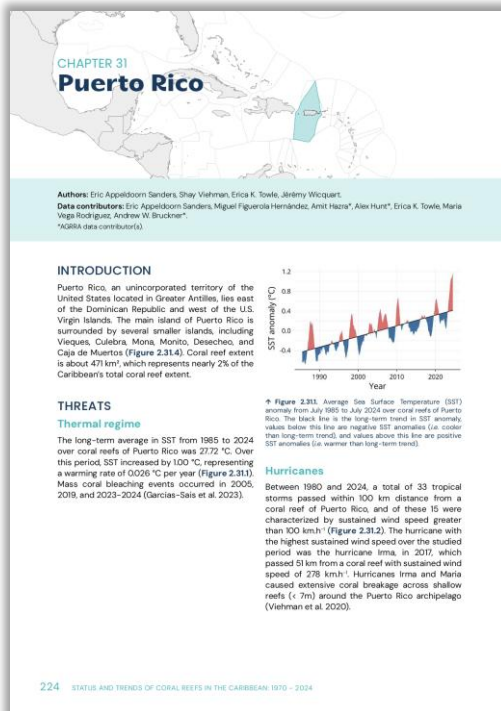 CHAPTER 31
Puerto Rico
Authors: Eric Appeldoorn Sanders, Shay Viehman, Erica K. Towle, Jérémy Wicquart.
Data contributors: Eric Appeldoorn Sanders, Miguel Figuerola Hernández, Amit Hazra*, Alex Hunt*, Erica K. Towle, Maria
Vega Rodriguez, Andrew W. Bruckner*.
*AGRRA data contributor(s).
INTRODUCTION
Puerto Rico, an unincorporated territory of the
United States located in Greater Antilles, lies east
of the Dominican Republic and west of the U.S.
Virgin Islands. The main island of Puerto Rico is
surrounded by several smaller islands, including
Vieques, Culebra, Mona, Monito, Desecheo, and
Caja de Muertos (Figure 2.31.4). Coral reef extent
is about 471 km², which represents nearly 2% of the
Caribbean's total coral reef extent.
THREATS
Thermal regime
The long-term average in SST from 1985 to 2024
over coral reefs of Puerto Rico was 27.72 °C. Over
this period, SST increased by 1.00 °C, representing
a warming rate of 0.026 °C per year (Figure 2.31.1).
Mass coral bleaching events occurred in 2005,
2019, and 2023-2024 (Garcias-Sais et al. 2023).
SST anomaly (°C)
1.2
0.8
0.4
0.0
-0.4
1990 2000 2010 2020
Year
↑ Figure 2.31.1. Average Sea Surface Temperature (SST)
anomaly from July 1985 to July 2024 over coral reefs of Puerto
Rico. The black line is the long-term trend in SST anomaly,
values below this line are negative SST anomalies (i.e. cooler
than long-term trend), and values above this line are positive
SST anomalies (i.e. warmer than long-term trend).
Hurricanes
Between 1980 and 2024, a total of 33 tropical
storms passed within 100 km distance from a
coral reef of Puerto Rico, and of these 15 were
characterized by sustained wind speed greater
than 100 km.h⁻¹ (Figure 2.31.2). The hurricane with
the highest sustained wind speed over the studied
period was the hurricane Irma, in 2017, which
passed 51 km from a coral reef with sustained wind
speed of 278 km.h⁻¹. Hurricanes Irma and Maria
caused extensive coral breakage across shallow
reefs (< 7m) around the Puerto Rico archipelago
(Viehman et al. 2020).
224 STATUS AND TRENDS OF CORAL REEFS IN THE CARIBBEAN: 1970 - 2024